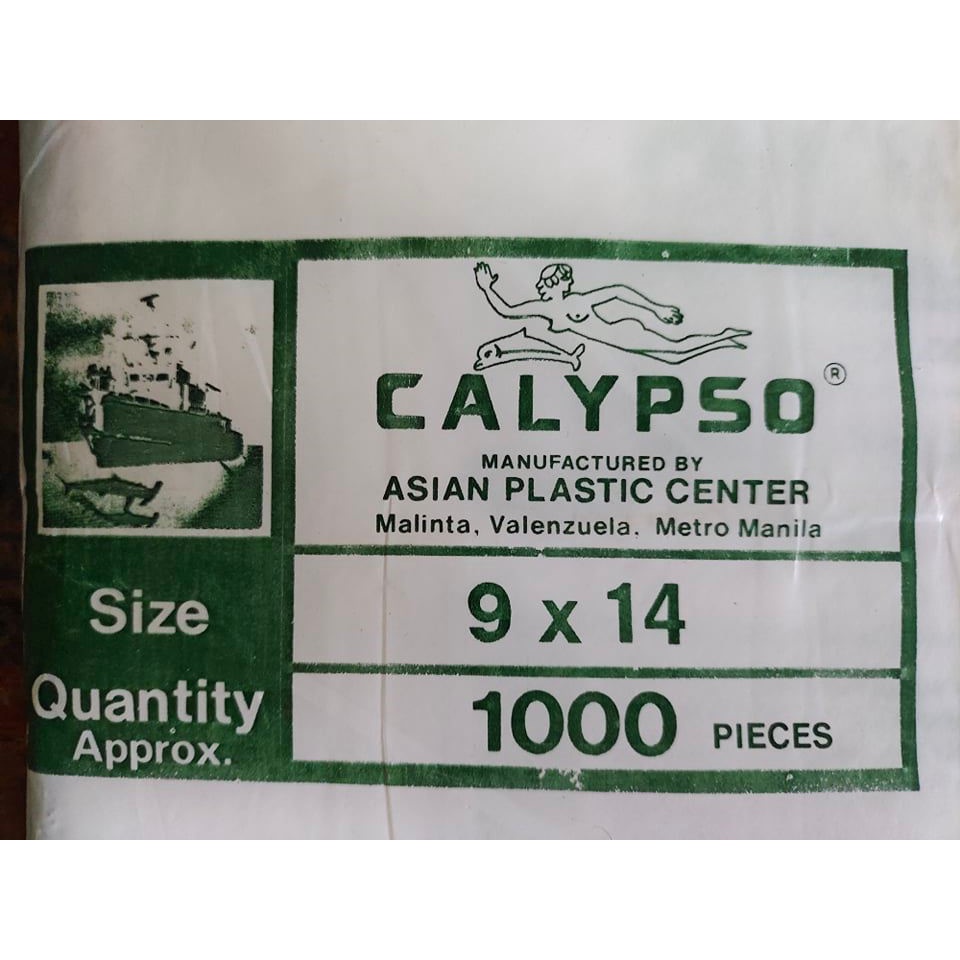 CALYPSO ®
MANUFACTURED BY
ASIAN PLASTIC CENTER
Malinta, Valenzuela. Metro Manila
Size 9 x 14
Quantity Approx. 1000 PIECES